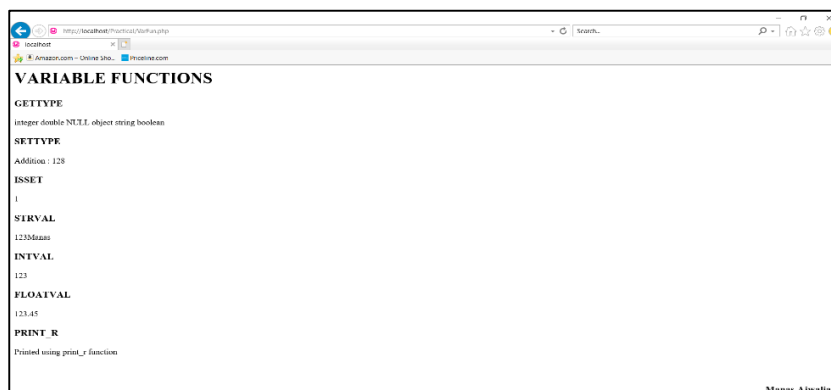 http://localhost/Practical/VarFun.php
Search...
localhost
Amazon.com – Online Sho...
Priceline.com
VARIABLE FUNCTIONS
GETTYPE
integer double NULL object string boolean
SETTYPE
Addition : 128
ISSET
1
STRVAL
123Manas
INTVAL
123
FLOATVAL
123.45
PRINT_R
Printed using print_r function
Manas Ajwalia